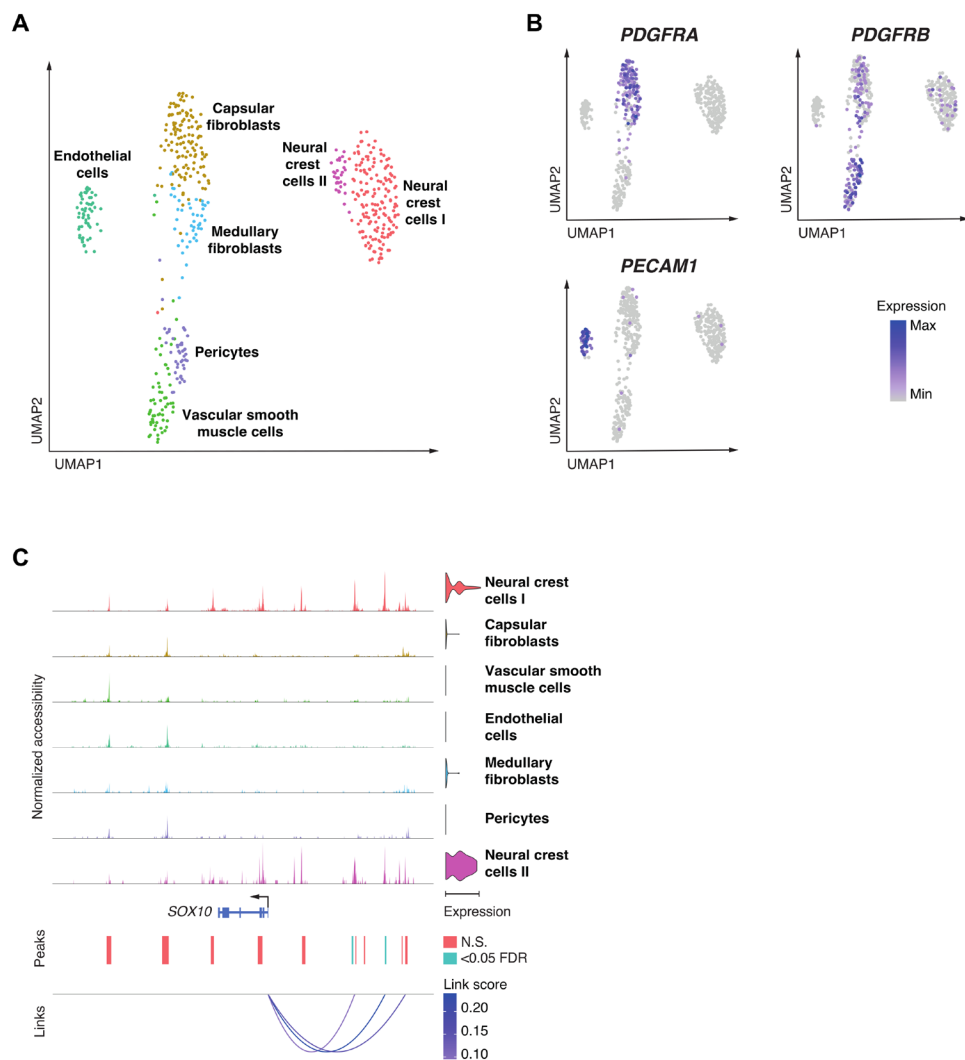 A
Capsular
fibroblasts
Neural
crest
cells II
Endothelial
cells
Neural
crest
cells I
Medullary
fibroblasts
Pericytes
Vascular smooth
muscle cells
UMAP2
UMAP1
B
PDGFRA
PDGFRB
UMAP2
UMAP1
UMAP2
UMAP1
PECAM1
UMAP2
UMAP1
Expression
Max
Min
C
Normalized accessibility
Neural crest
cells I
Capsular
fibroblasts
Vascular smooth
muscle cells
Endothelial
cells
Medullary
fibroblasts
Pericytes
Neural crest
cells II
SOX10
Expression
Peaks
N.S.
<0.05 FDR
Links
Link score
0.20
0.15
0.10